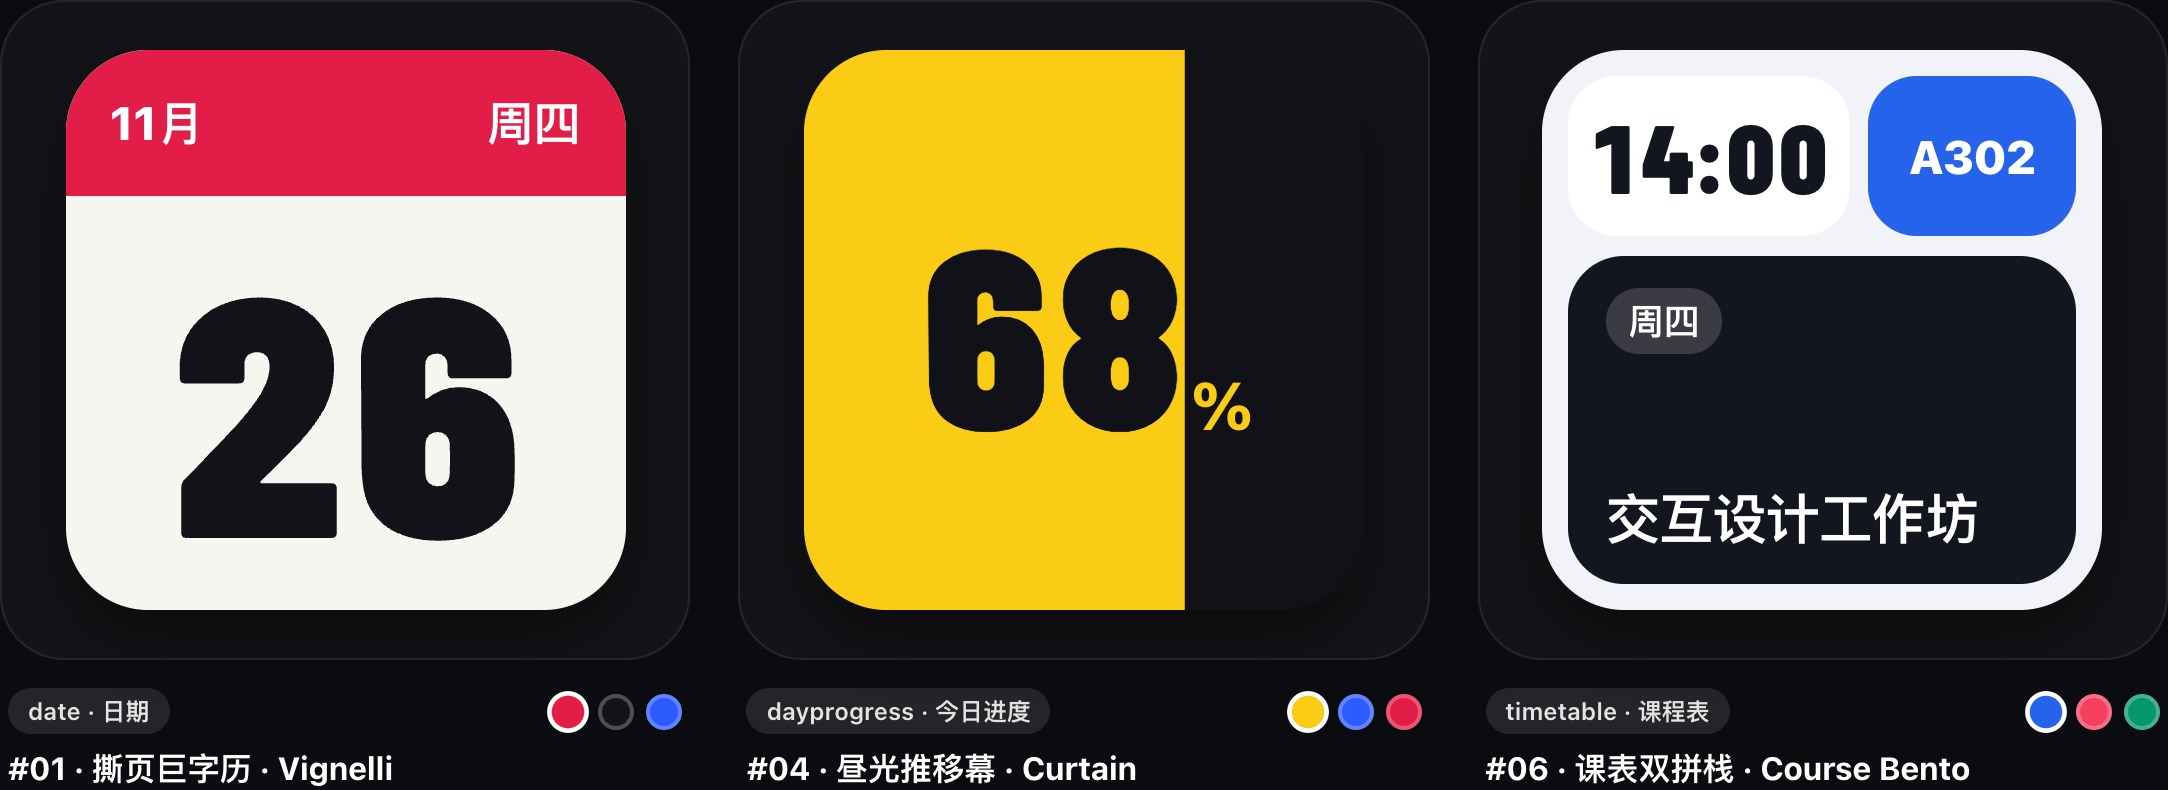 11月 周四
26
date · 日期
#01 · 撕页巨字历 · Vignelli
68%
dayprogress · 今日进度
#04 · 昼光推移幕 · Curtain
14:00
A302
周四
交互设计工作坊
timetable · 课程表
#06 · 课表双拼栈 · Course Bento